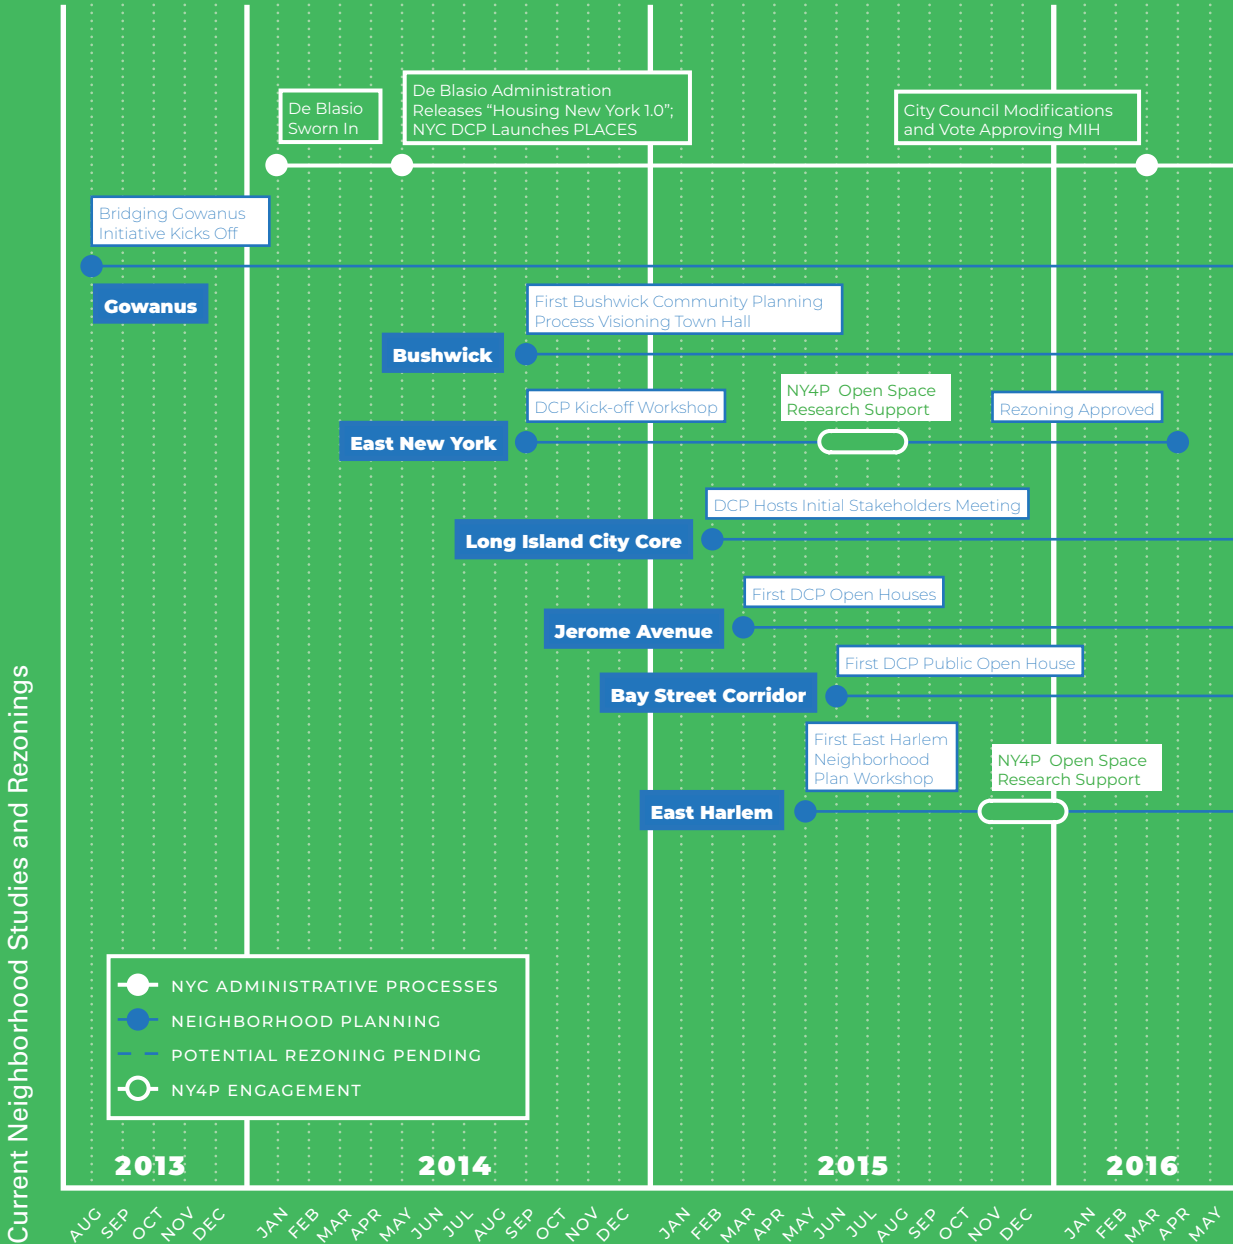 Current Neighborhood Studies and Rezonings
De Blasio
Sworn In
De Blasio Administration
Releases “Housing New York 1.0”;
NYC DCP Launches PLACES
City Council Modifications
and Vote Approving MIH
Bridging Gowanus
Initiative Kicks Off
Gowanus
First Bushwick Community Planning
Process Visioning Town Hall
Bushwick
DCP Kick-off Workshop
NY4P Open Space
Research Support
Rezoning Approved
East New York
DCP Hosts Initial Stakeholders Meeting
Long Island City Core
First DCP Open Houses
Jerome Avenue
First DCP Public Open House
Bay Street Corridor
First East Harlem
Neighborhood
Plan Workshop
NY4P Open Space
Research Support
East Harlem
NYC ADMINISTRATIVE PROCESSES
NEIGHBORHOOD PLANNING
POTENTIAL REZONING PENDING
NY4P ENGAGEMENT
2013 2014 2015 2016
AUG SEP OCT NOV DEC JAN FEB MAR APR MAY JUN JUL AUG SEP OCT NOV DEC JAN FEB MAR APR MAY JUN JUL AUG SEP OCT NOV DEC JAN FEB MAR APR MAY